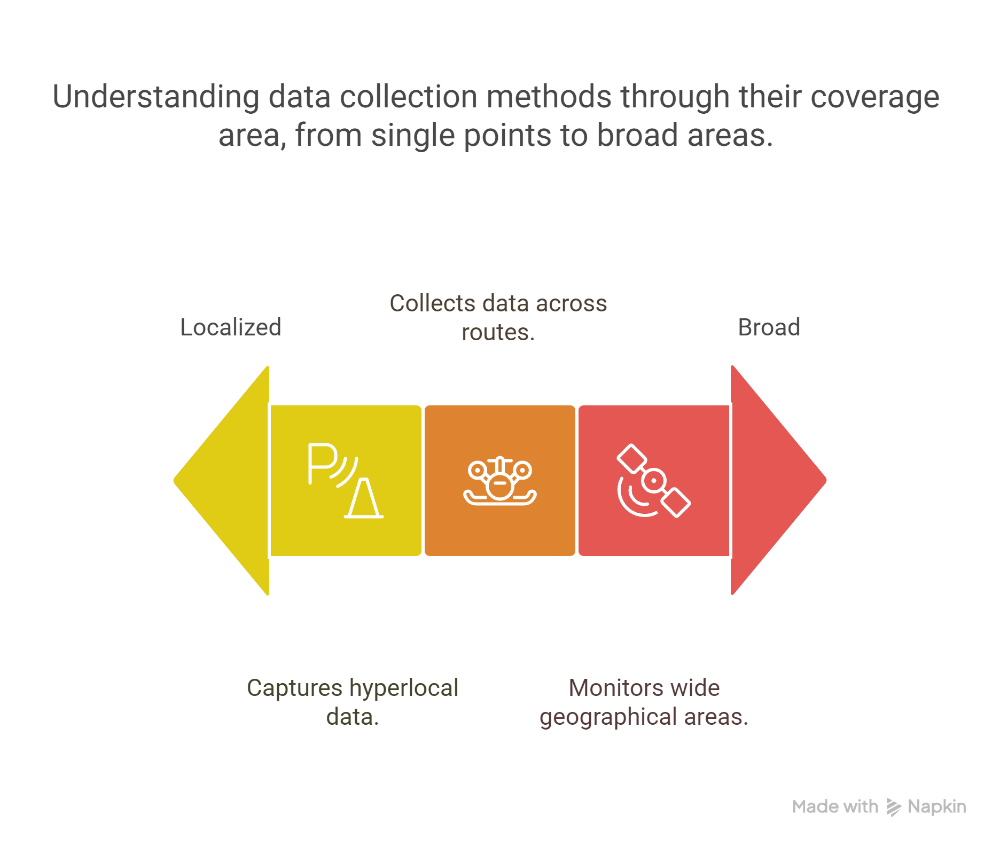 Understanding data collection methods through their coverage
area, from single points to broad areas.
Collects data across
routes.
Localized
Broad
P
Captures hyperlocal
data.
Monitors wide
geographical areas.
Made with Napkin